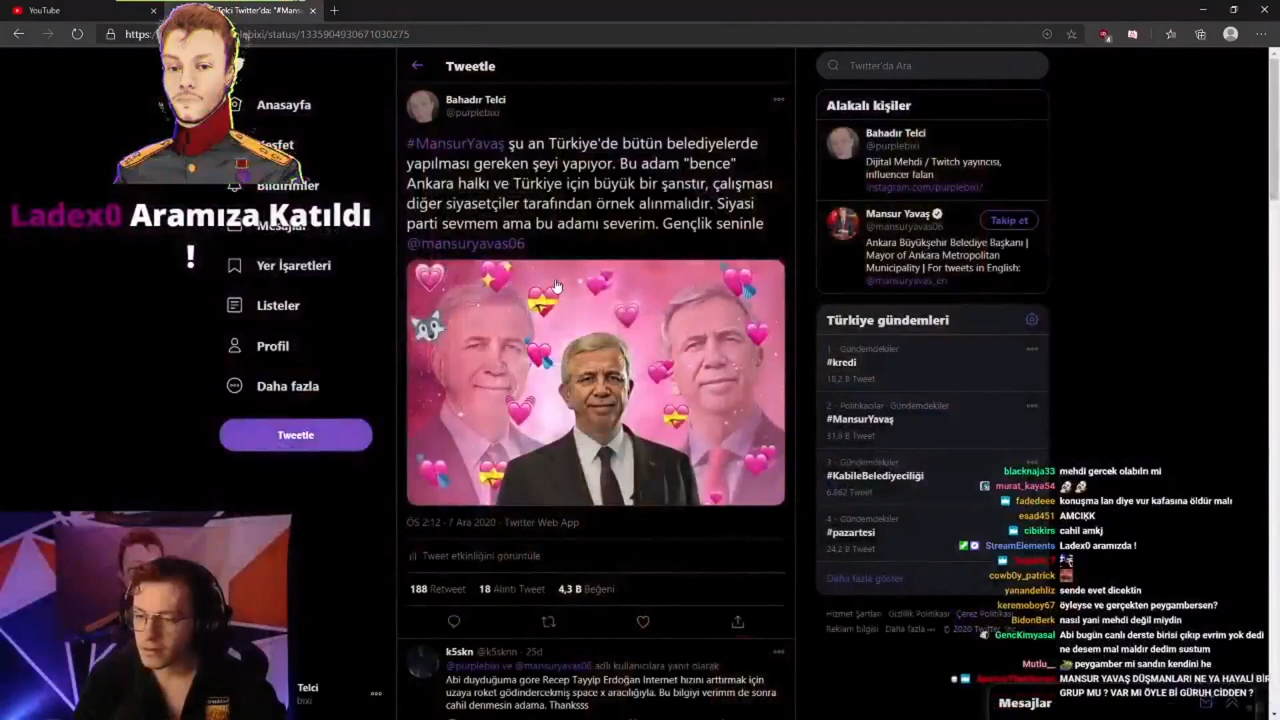 YouTube
Telci Twitter'da: "#Mans
https:
plebixi/status/1335904930671030275
Anasayfa
şfet
Bildirimler
Ladex0 Aramıza Katıldı
!
Yer İşaretleri
Listeler
Profil
Daha fazla
Tweetle
Telci
bixi
Tweetle
Bahadır Telci
@purplebixi
#MansurYavaş şu an Türkiye'de bütün belediyelerde
yapılması gereken şeyi yapıyor. Bu adam "bence"
Ankara halkı ve Türkiye için büyük bir şanstır, çalışması
diğer siyasetçiler tarafından örnek alınmalıdır. Siyasi
parti sevmem ama bu adamı severim. Gençlik seninle
@mansuryavas06
ÖS 2:12 · 7 Ara 2020 · Twitter Web App
Tweet etkinliğini görüntüle
188 Retweet 18 Alıntı Tweet 4,3 B Beğeni
k5skn @k5sknn · 25d
@purplebixi ve @mansuryavas06 adlı kullanıcılara yanıt olarak
Abi duyduğuma gore Recep Tayyip Erdoğan Internet hızını arttırmak için
uzaya roket gödindercekmiş space x aracılığıyla. Bu bilgiyi verimm de sonra
cahil denmesin adama. Thanksss
Twitter'da Ara
Alakalı kişiler
Bahadır Telci
@purplebixi
Dijital Mehdi / Twitch yayıncısı,
influencer falan
instagram.com/purplebixi/
Mansur Yavaş
@mansuryavas06
Takip et
Ankara Büyükşehir Belediye Başkanı |
Mayor of Ankara Metropolitan
Municipality | For tweets in English:
@mansuryavas_en
Türkiye gündemleri
1 · Gündemdekiler
#kredi
18,2 B Tweet
2 · Politikacılar · Gündemdekiler
#MansurYavaş
31,6 B Tweet
3 · Gündemdekiler
#KabileBelediyeciliği
6.862 Tweet
4 · Gündemdekiler
#pazartesi
24,2 B Tweet
Daha fazla göster
Hizmet Şartları Gizlilik Politikası Çerez Politikası
Reklam bilgisi Daha fazla © 2020 Twitter, Inc.
Mesajlar
blacknaja33 mehdi gercek olabıln mi
murat_kaya54
fadedeee konuşma lan diye vur kafasına öldür malı
esad451 AMCIĶK
cibikirs cahil amkj
StreamElements Ladex0 aramızda !
cowb0y_patrick
yanandehliz sende evet dicektin
keremoboy67 öyleyse ve gerçekten peygambersen?
BidonBerk nasıl yani mehdi değil miydin
GencKimyasal Abi bugün canlı derste birisi çıkıp evrim yok dedi
ne desem mal maldır dedim sustum
Mutlu__ peygamber mi sandın kendini he
MANSUR YAVAŞ DÜŞMANLARI NE YA HAYALİ BİR
GRUP MU ? VAR MI ÖYLE Bİ GÜRUH CİDDEN ?